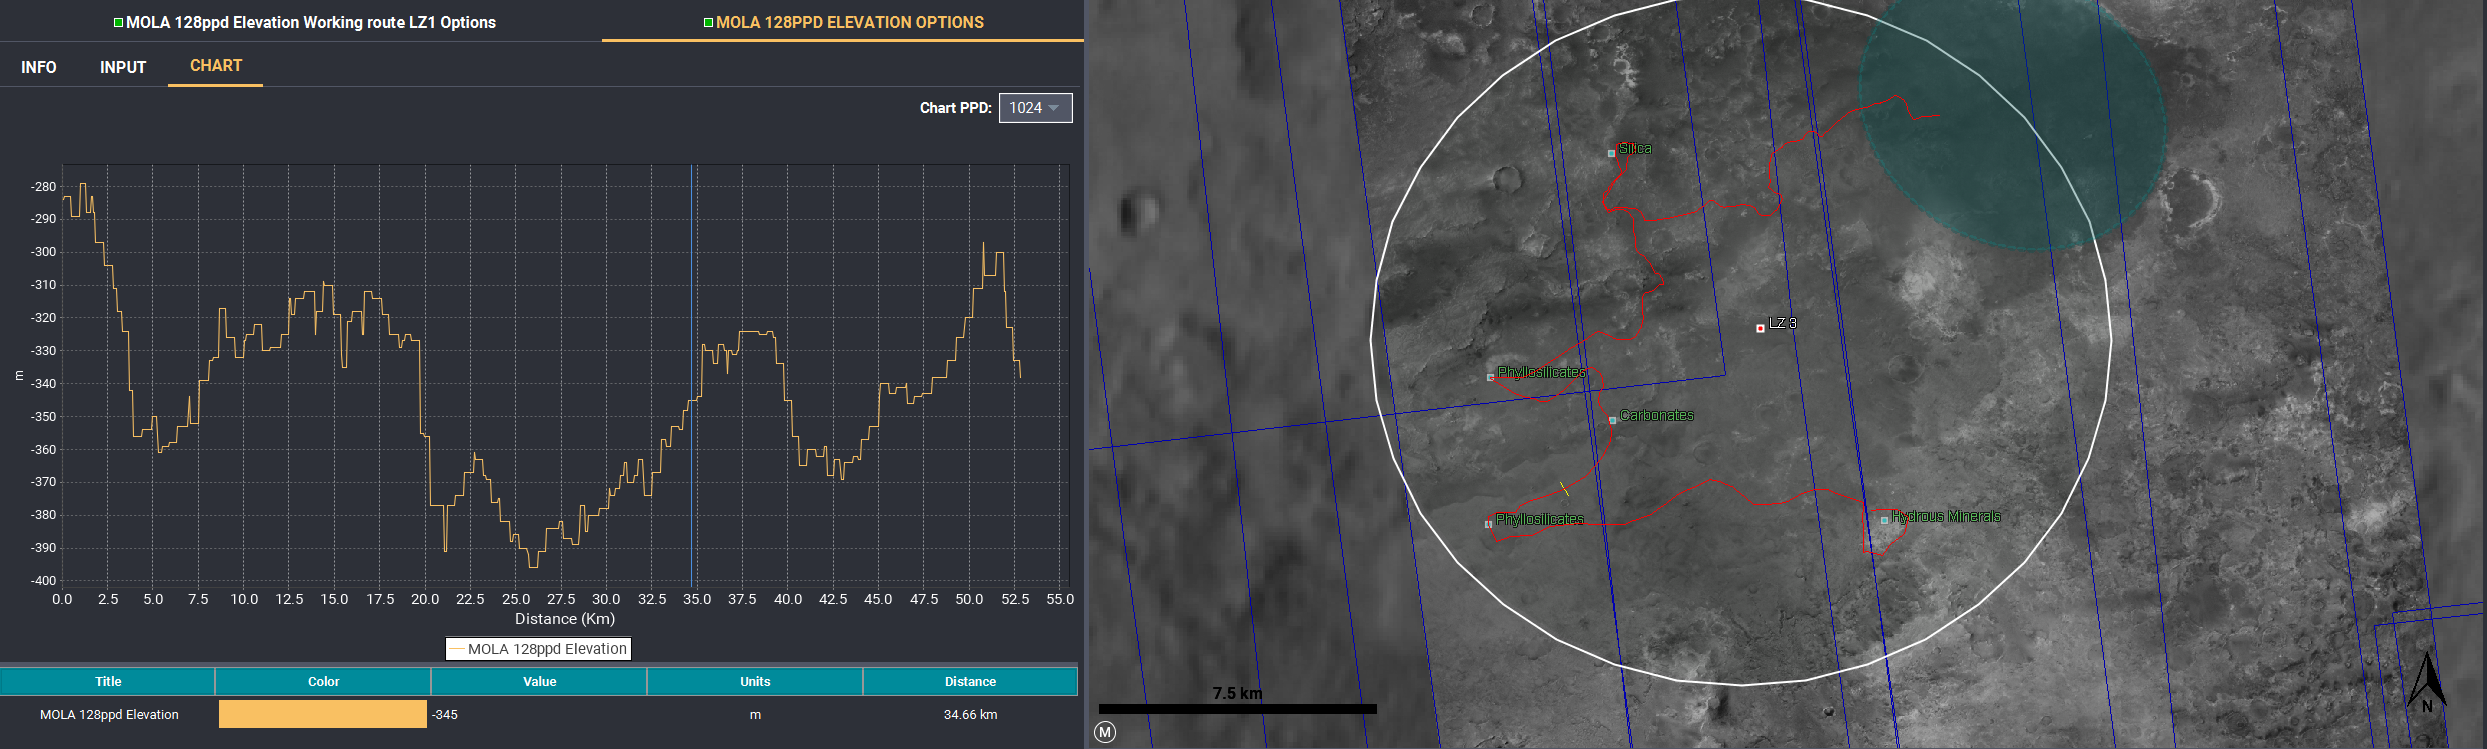 MOLA 128ppd Elevation Working route LZ1 Options
MOLA 128PPD ELEVATION OPTIONS
INFO INPUT CHART
Chart PPD: 1024
-280
-290
-300
-310
-320
-330
-340
-350
-360
-370
-380
-390
-400
m
0.0 2.5 5.0 7.5 10.0 12.5 15.0 17.5 20.0 22.5 25.0 27.5 30.0 32.5 35.0 37.5 40.0 42.5 45.0 47.5 50.0 52.5 55.0
Distance (Km)
MOLA 128ppd Elevation
Title Color Value Units Distance
MOLA 128ppd Elevation -345 m 34.66 km
Silica
LZ 3
Phyllosilicates
Carbonates
Phyllosilicates
Hydrous Minerals
7.5 km
M
N